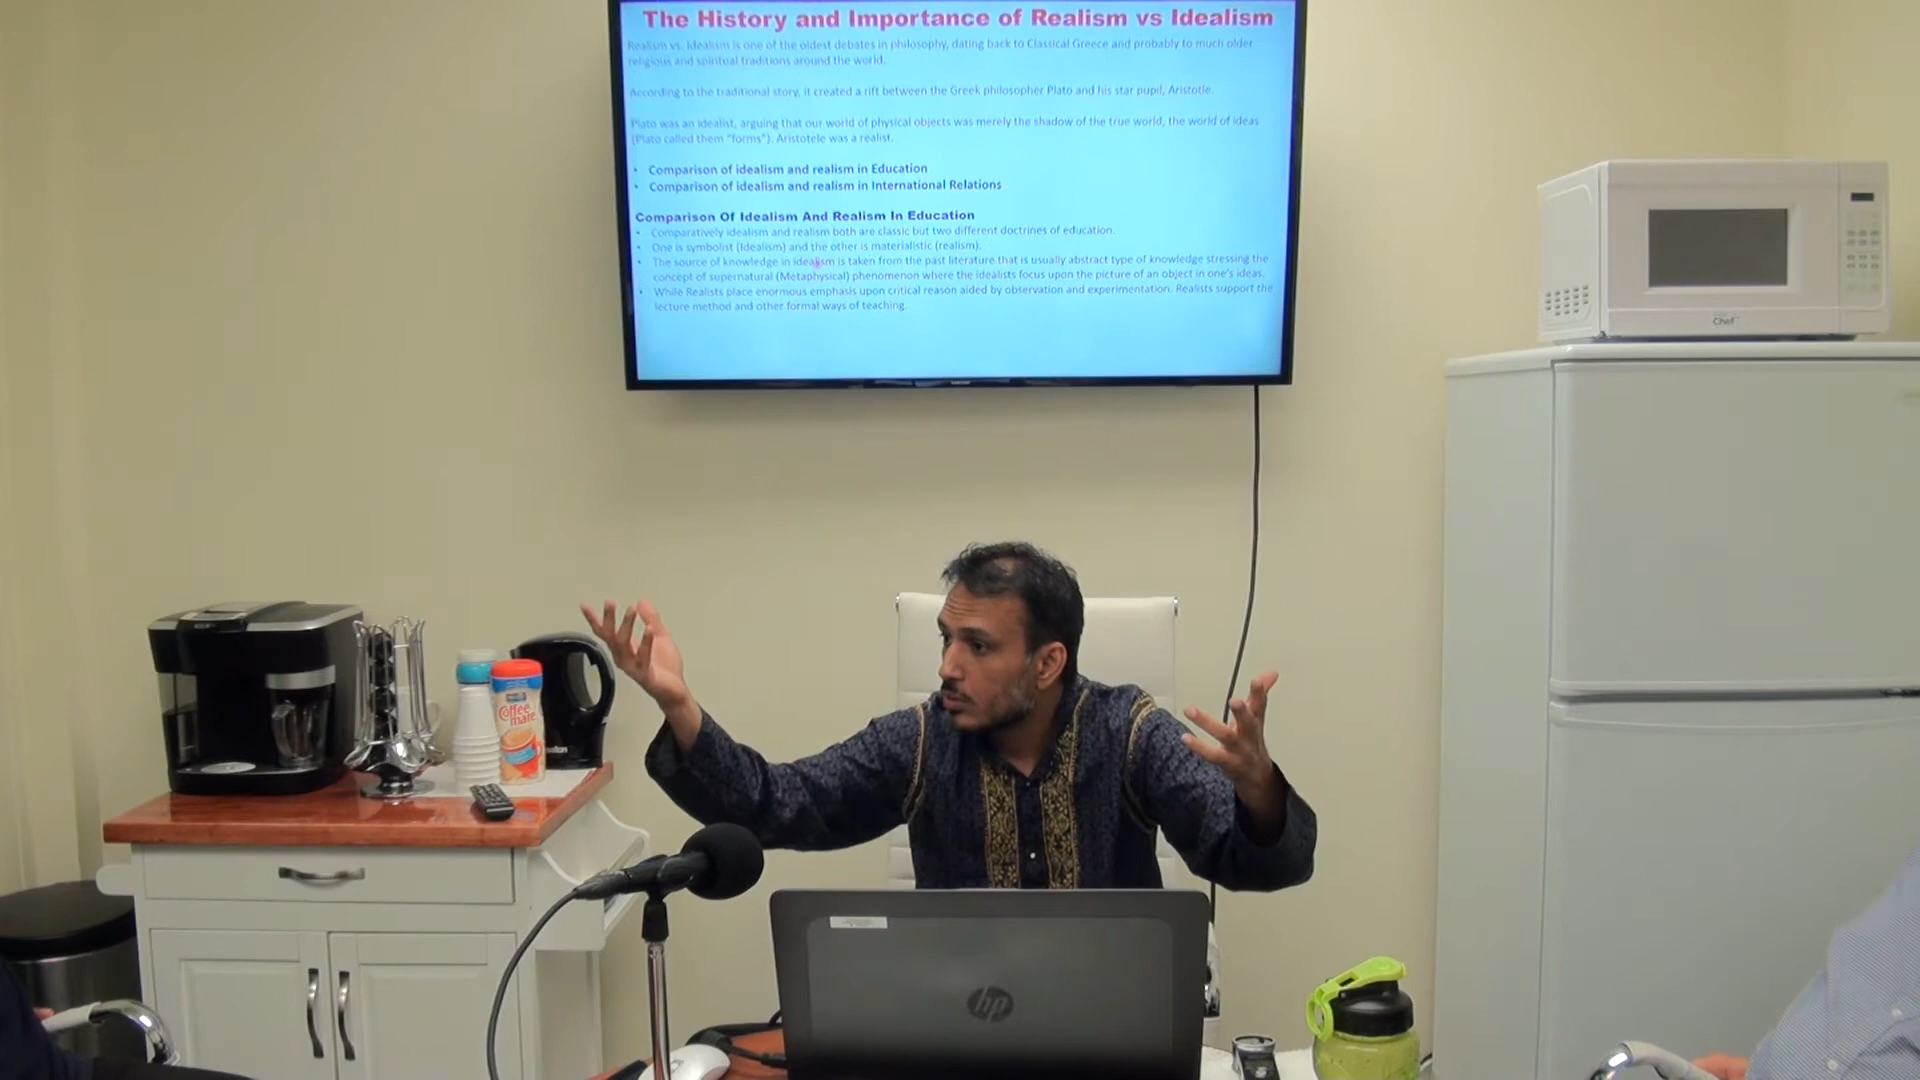 The History and Importance of Realism vs Idealism
Realism vs. Idealism is one of the oldest debates in philosophy, dating back to Classical Greece and probably to much older
religious and spiritual traditions around the world.
According to the traditional story, it created a rift between the Greek philosopher Plato and his star pupil, Aristotle.
Plato was an idealist, arguing that our world of physical objects was merely the shadow of the true world, the world of ideas
(Plato called them "forms"). Aristotele was a realist.
• Comparison of idealism and realism in Education
• Comparison of idealism and realism in International Relations
Comparison Of Idealism And Realism In Education
• Comparatively idealism and realism both are classic but two different doctrines of education.
• One is symbolist (Idealism) and the other is materialistic (realism).
• The source of knowledge in idealism is taken from the past literature that is usually abstract type of knowledge stressing the
concept of supernatural (Metaphysical) phenomenon where the idealists focus upon the picture of an object in one's ideas.
• While Realists place enormous emphasis upon critical reason aided by observation and experimentation. Realists support the
lecture method and other formal ways of teaching.
Chef
Coffee
mate
hp